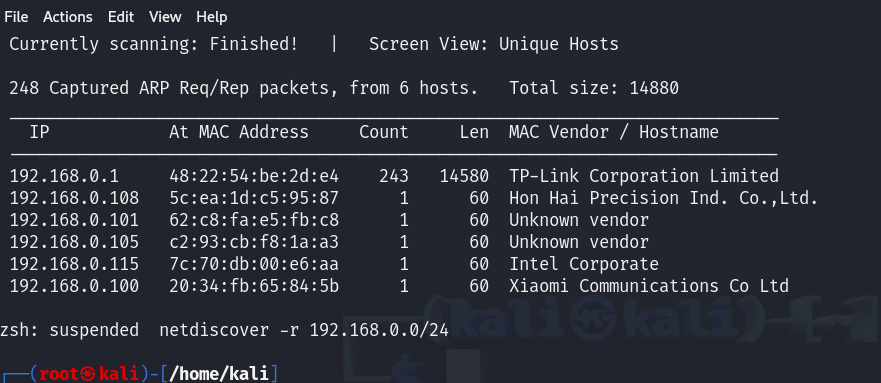 File Actions Edit View Help
Currently scanning: Finished! | Screen View: Unique Hosts
248 Captured ARP Req/Rep packets, from 6 hosts. Total size: 14880
IP At MAC Address Count Len MAC Vendor / Hostname
192.168.0.1 48:22:54:be:2d:e4 243 14580 TP-Link Corporation Limited
192.168.0.108 5c:ea:1d:c5:95:87 1 60 Hon Hai Precision Ind. Co.,Ltd.
192.168.0.101 62:c8:fa:e5:fb:c8 1 60 Unknown vendor
192.168.0.105 c2:93:cb:f8:1a:a3 1 60 Unknown vendor
192.168.0.115 7c:70:db:00:e6:aa 1 60 Intel Corporate
192.168.0.100 20:34:fb:65:84:5b 1 60 Xiaomi Communications Co Ltd
(kali㉿kali)-[~]
zsh: suspended netdiscover -r 192.168.0.0/24
┌──(root㉿kali)-[/home/kali]